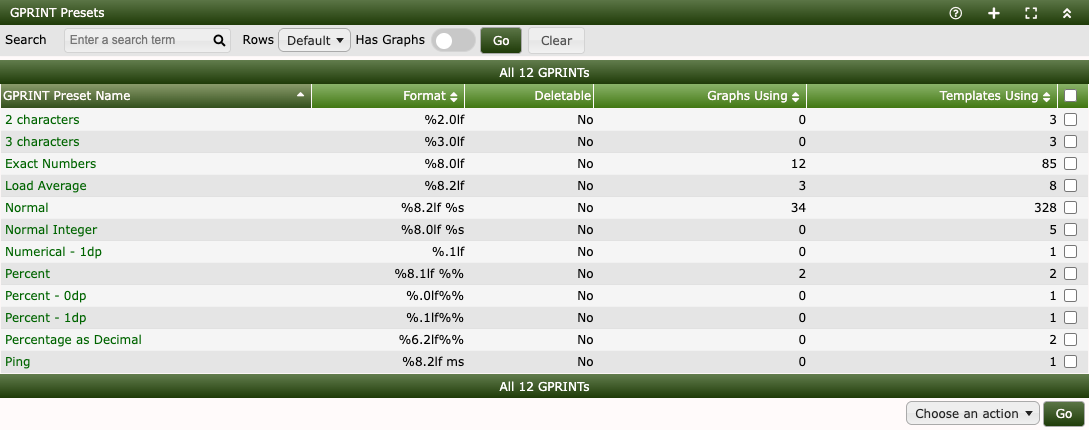 GPRINT Presets
Search Enter a search term Rows Default Has Graphs Go Clear
All 12 GPRINTs
GPRINT Preset Name Format Deletable Graphs Using Templates Using
2 characters %2.0lf No 0 3
3 characters %3.0lf No 0 3
Exact Numbers %8.0lf No 12 85
Load Average %8.2lf No 3 8
Normal %8.2lf %s No 34 328
Normal Integer %8.0lf %s No 0 5
Numerical - 1dp %.1lf No 0 1
Percent %8.1lf %% No 2 2
Percent - 0dp %.0lf%% No 0 1
Percent - 1dp %.1lf%% No 0 1
Percentage as Decimal %6.2lf%% No 0 2
Ping %8.2lf ms No 0 1
All 12 GPRINTs
Choose an action Go